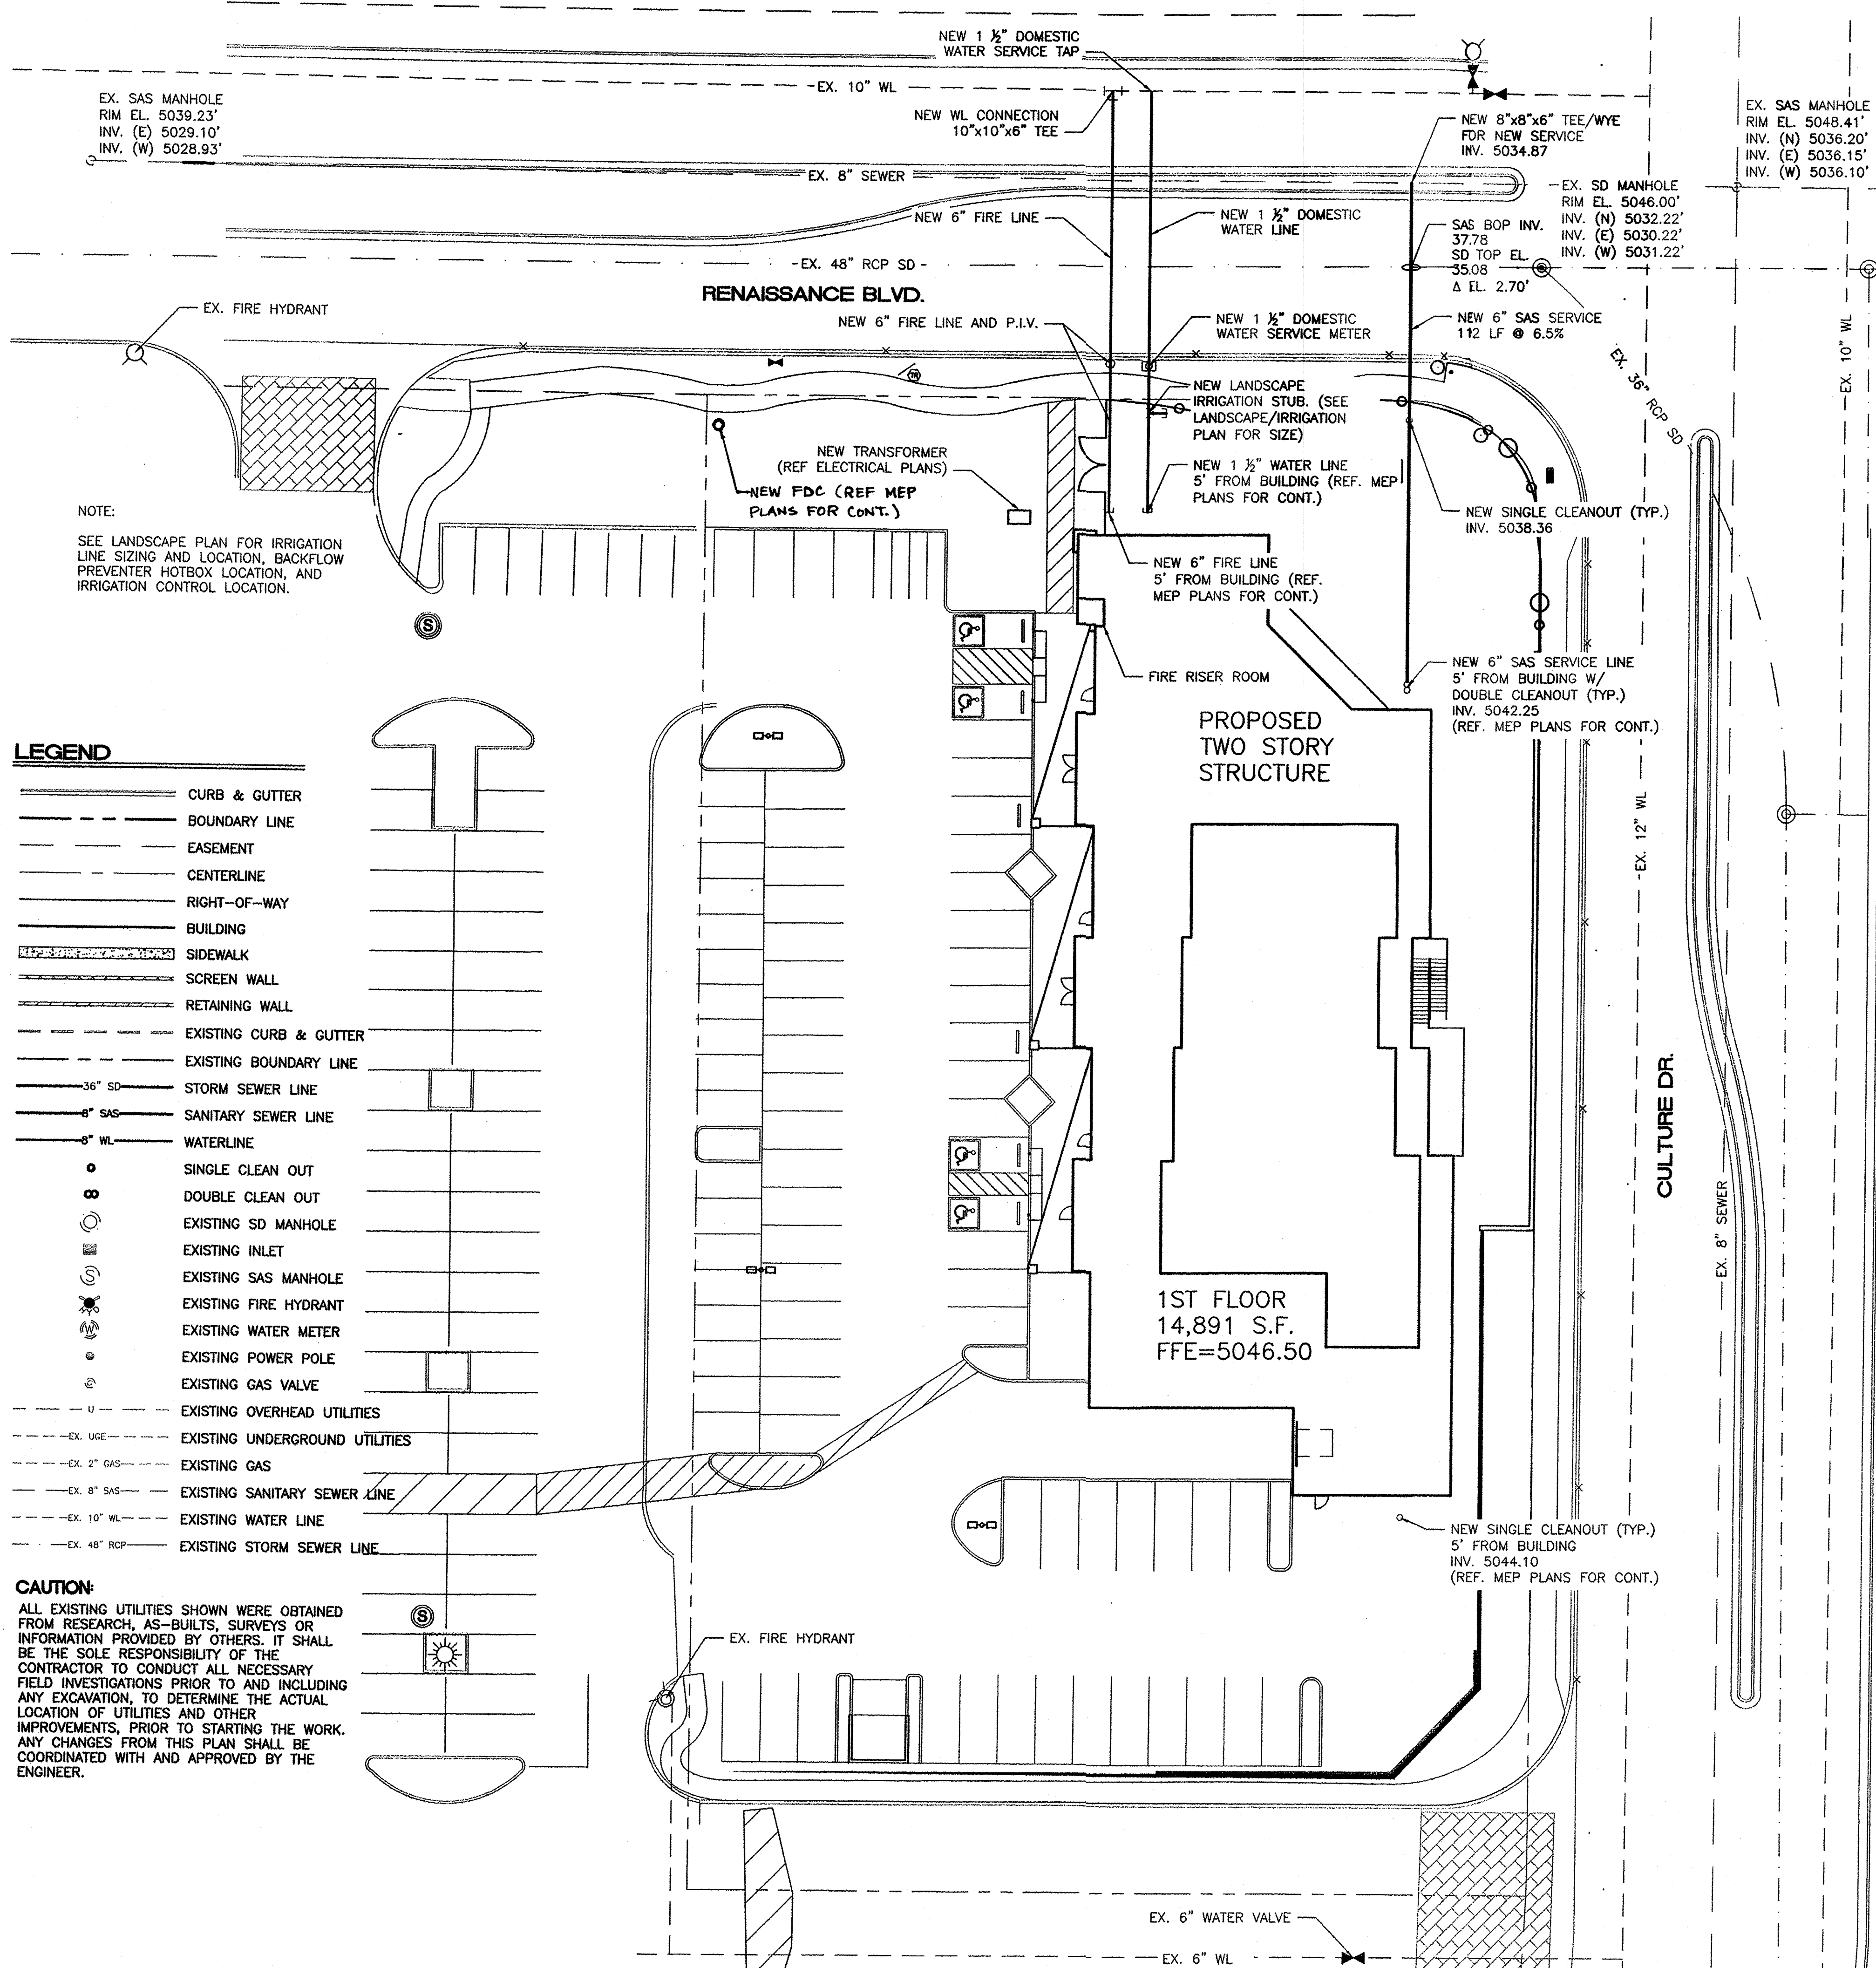 NEW 1 ½" DOMESTIC
WATER SERVICE TAP
EX. 10" WL
EX. SAS MANHOLE
RIM EL. 5039.23'
INV. (E) 5029.10'
INV. (W) 5028.93'
NEW WL CONNECTION
10"x10"x6" TEE
NEW 8"x8"x6" TEE/WYE
FOR NEW SERVICE
INV. 5034.87
EX. SAS MANHOLE
RIM EL. 5048.41'
INV. (N) 5036.20'
INV. (E) 5036.15'
INV. (W) 5036.10'
EX. 8" SEWER
EX. SD MANHOLE
RIM EL. 5046.00'
INV. (N) 5032.22'
INV. (E) 5030.22'
INV. (W) 5031.22'
NEW 6" FIRE LINE
NEW 1 ½" DOMESTIC
WATER LINE
SAS BOP INV.
37.78
SD TOP EL.
35.08
Δ EL. 2.70'
EX. 48" RCP SD
RENAISSANCE BLVD.
EX. FIRE HYDRANT
NEW 6" FIRE LINE AND P.I.V.
NEW 1 ½" DOMESTIC
WATER SERVICE METER
NEW 6" SAS SERVICE
112 LF @ 6.5%
EX. 36" RCP SD
EX. 10" WL
NEW LANDSCAPE
IRRIGATION STUB. (SEE
LANDSCAPE/IRRIGATION
PLAN FOR SIZE)
NEW TRANSFORMER
(REF ELECTRICAL PLANS)
NEW FDC (REF MEP
PLANS FOR CONT.)
NEW 1 ½" WATER LINE
5' FROM BUILDING (REF. MEP
PLANS FOR CONT.)
NEW SINGLE CLEANOUT (TYP.)
INV. 5038.36
NOTE:
SEE LANDSCAPE PLAN FOR IRRIGATION
LINE SIZING AND LOCATION, BACKFLOW
PREVENTER HOTBOX LOCATION, AND
IRRIGATION CONTROL LOCATION.
NEW 6" FIRE LINE
5' FROM BUILDING (REF.
MEP PLANS FOR CONT.)
S
FIRE RISER ROOM
NEW 6" SAS SERVICE LINE
5' FROM BUILDING W/
DOUBLE CLEANOUT (TYP.)
INV. 5042.25
(REF. MEP PLANS FOR CONT.)
PROPOSED
TWO STORY
STRUCTURE
EX. 12" WL
CULTURE DR.
EX. 8" SEWER
LEGEND
CURB & GUTTER
BOUNDARY LINE
EASEMENT
CENTERLINE
RIGHT-OF-WAY
BUILDING
SIDEWALK
SCREEN WALL
RETAINING WALL
EXISTING CURB & GUTTER
EXISTING BOUNDARY LINE
36" SD STORM SEWER LINE
8" SAS SANITARY SEWER LINE
8" WL WATERLINE
SINGLE CLEAN OUT
DOUBLE CLEAN OUT
EXISTING SD MANHOLE
EXISTING INLET
S EXISTING SAS MANHOLE
EXISTING FIRE HYDRANT
W EXISTING WATER METER
EXISTING POWER POLE
EXISTING GAS VALVE
U EXISTING OVERHEAD UTILITIES
EX. UGE EXISTING UNDERGROUND UTILITIES
EX. 2" GAS EXISTING GAS
EX. 8" SAS EXISTING SANITARY SEWER LINE
EX. 10" WL EXISTING WATER LINE
EX. 48" RCP EXISTING STORM SEWER LINE
1ST FLOOR
14,891 S.F.
FFE=5046.50
NEW SINGLE CLEANOUT (TYP.)
5' FROM BUILDING
INV. 5044.10
(REF. MEP PLANS FOR CONT.)
CAUTION:
ALL EXISTING UTILITIES SHOWN WERE OBTAINED
FROM RESEARCH, AS-BUILTS, SURVEYS OR
INFORMATION PROVIDED BY OTHERS. IT SHALL
BE THE SOLE RESPONSIBILITY OF THE
CONTRACTOR TO CONDUCT ALL NECESSARY
FIELD INVESTIGATIONS PRIOR TO AND INCLUDING
ANY EXCAVATION, TO DETERMINE THE ACTUAL
LOCATION OF UTILITIES AND OTHER
IMPROVEMENTS, PRIOR TO STARTING THE WORK.
ANY CHANGES FROM THIS PLAN SHALL BE
COORDINATED WITH AND APPROVED BY THE
ENGINEER.
S
EX. FIRE HYDRANT
EX. 6" WATER VALVE
EX. 6" WL